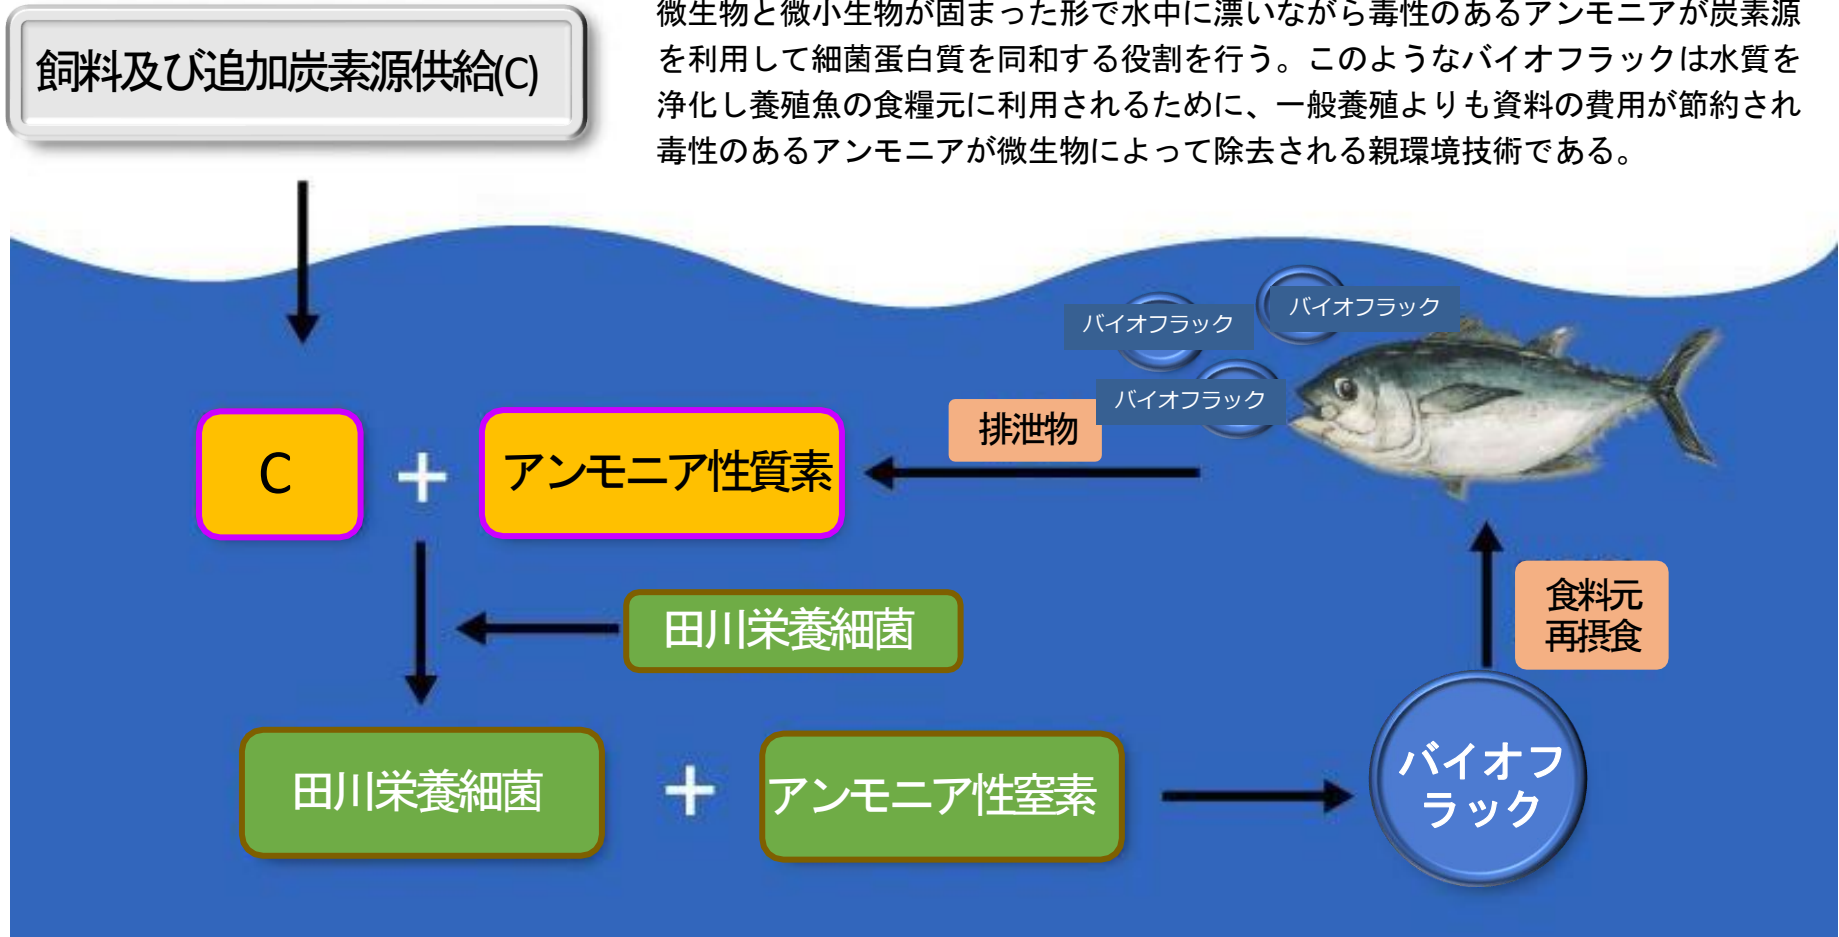 飼料及び追加炭素源供給(C)
微生物と微小生物が固まった形で水中に漂いながら毒性のあるアンモニアが炭素源
を利用して細菌蛋白質を同和する役割を行う。このようなバイオフラックは水質を
浄化し養殖魚の食糧元に利用されるために、一般養殖よりも資料の費用が節約され
毒性のあるアンモニアが微生物によって除去される親環境技術である。
バイオフラック
バイオフラック
バイオフラック
排泄物
C
+
アンモニア性質素
食料元
再摂食
田川栄養細菌
田川栄養細菌
+
アンモニア性窒素
バイオフ
ラック